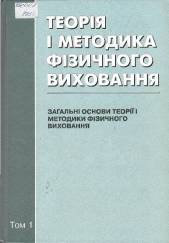 ТЕОРІЯ
І МЕТОДИКА
ФІЗИЧНОГО
ВИХОВАННЯ
ЗАГАЛЬНІ ОСНОВИ ТЕОРІЇ І
МЕТОДИКИ ФІЗИЧНОГО
ВИХОВАННЯ
Том 1